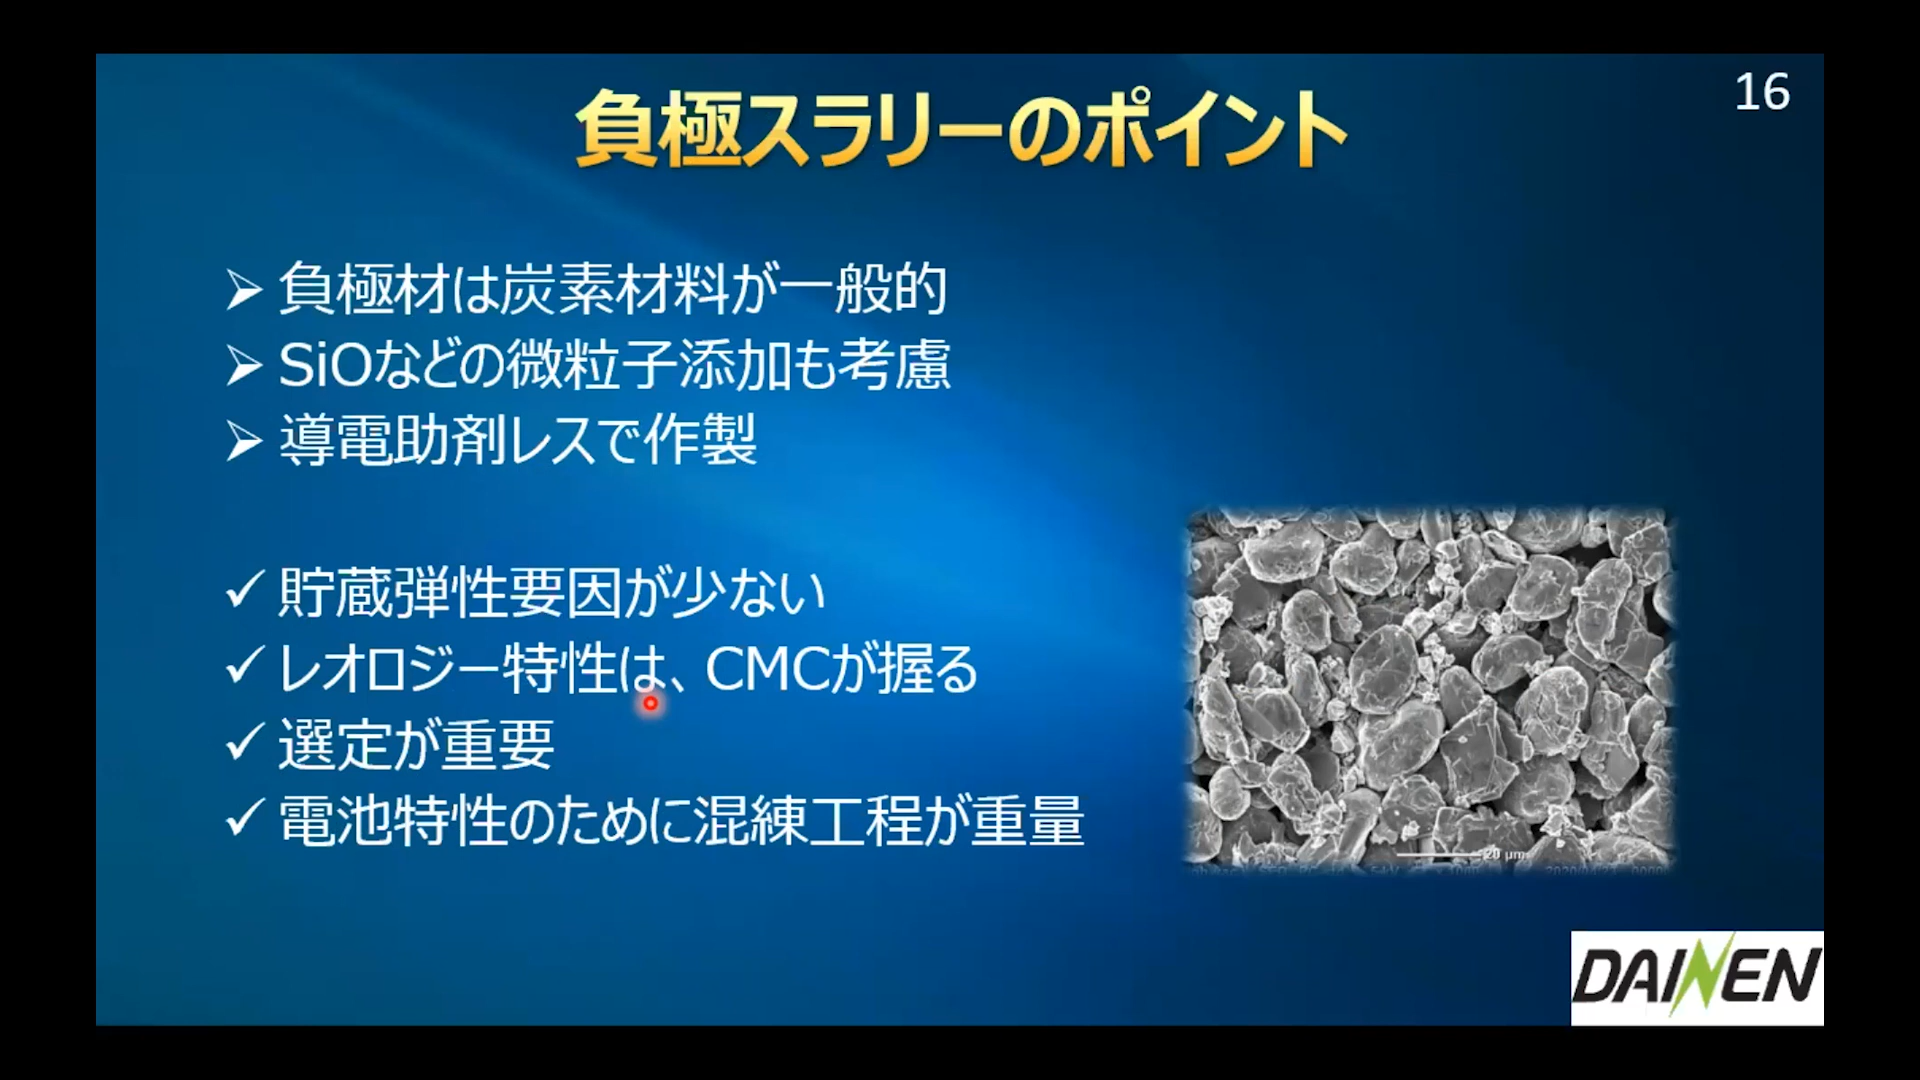 16
負極スラリーのポイント
➢ 負極材は炭素材料が一般的
➢ SiOなどの微粒子添加も考慮
➢ 導電助剤レスで作製
✓ 貯蔵弾性要因が少ない
✓ レオロジー特性は、CMCが握る
✓ 選定が重要
✓ 電池特性のために混練工程が重量
20 µm
DAINEN